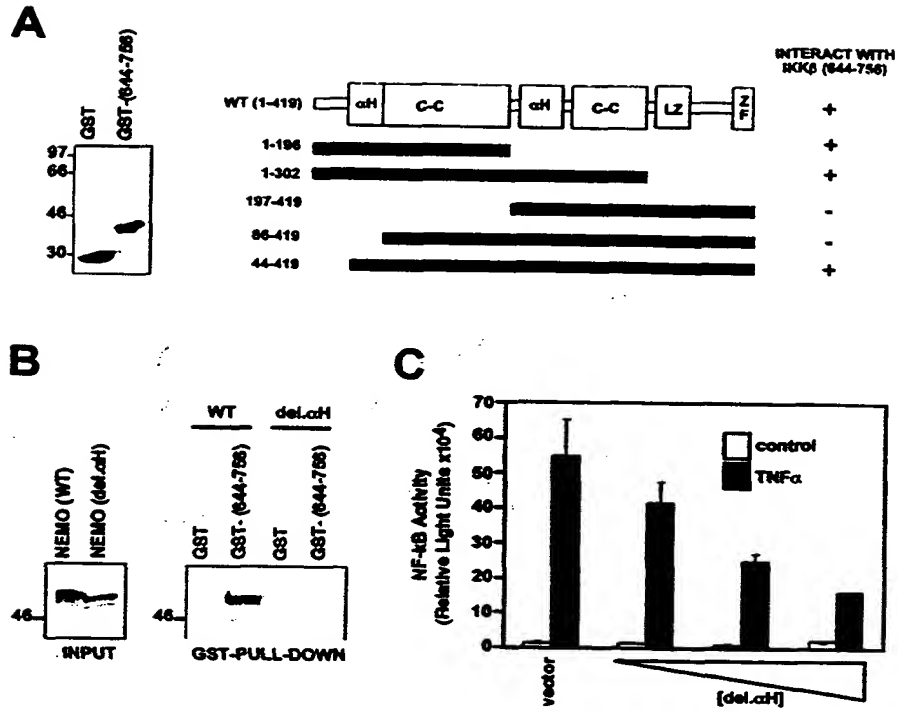 A
GST
GST-(644-756)
97
66
46
30
INTERACT WITH
IKKβ (644-756)
WT (1-419)
αH
C-C
αH
C-C
LZ
ZF
+
1-196
+
1-302
+
197-419
-
86-419
-
44-419
+
B
NEMO (WT)
NEMO (del.αH)
46
INPUT
WT
del.αH
GST
GST-(644-756)
GST
GST-(644-756)
46
GST-PULL-DOWN
C
NF-kB Activity
(Relative Light Units x10⁴)
70
60
50
40
30
20
10
0
control
TNFα
vector
[del.αH]